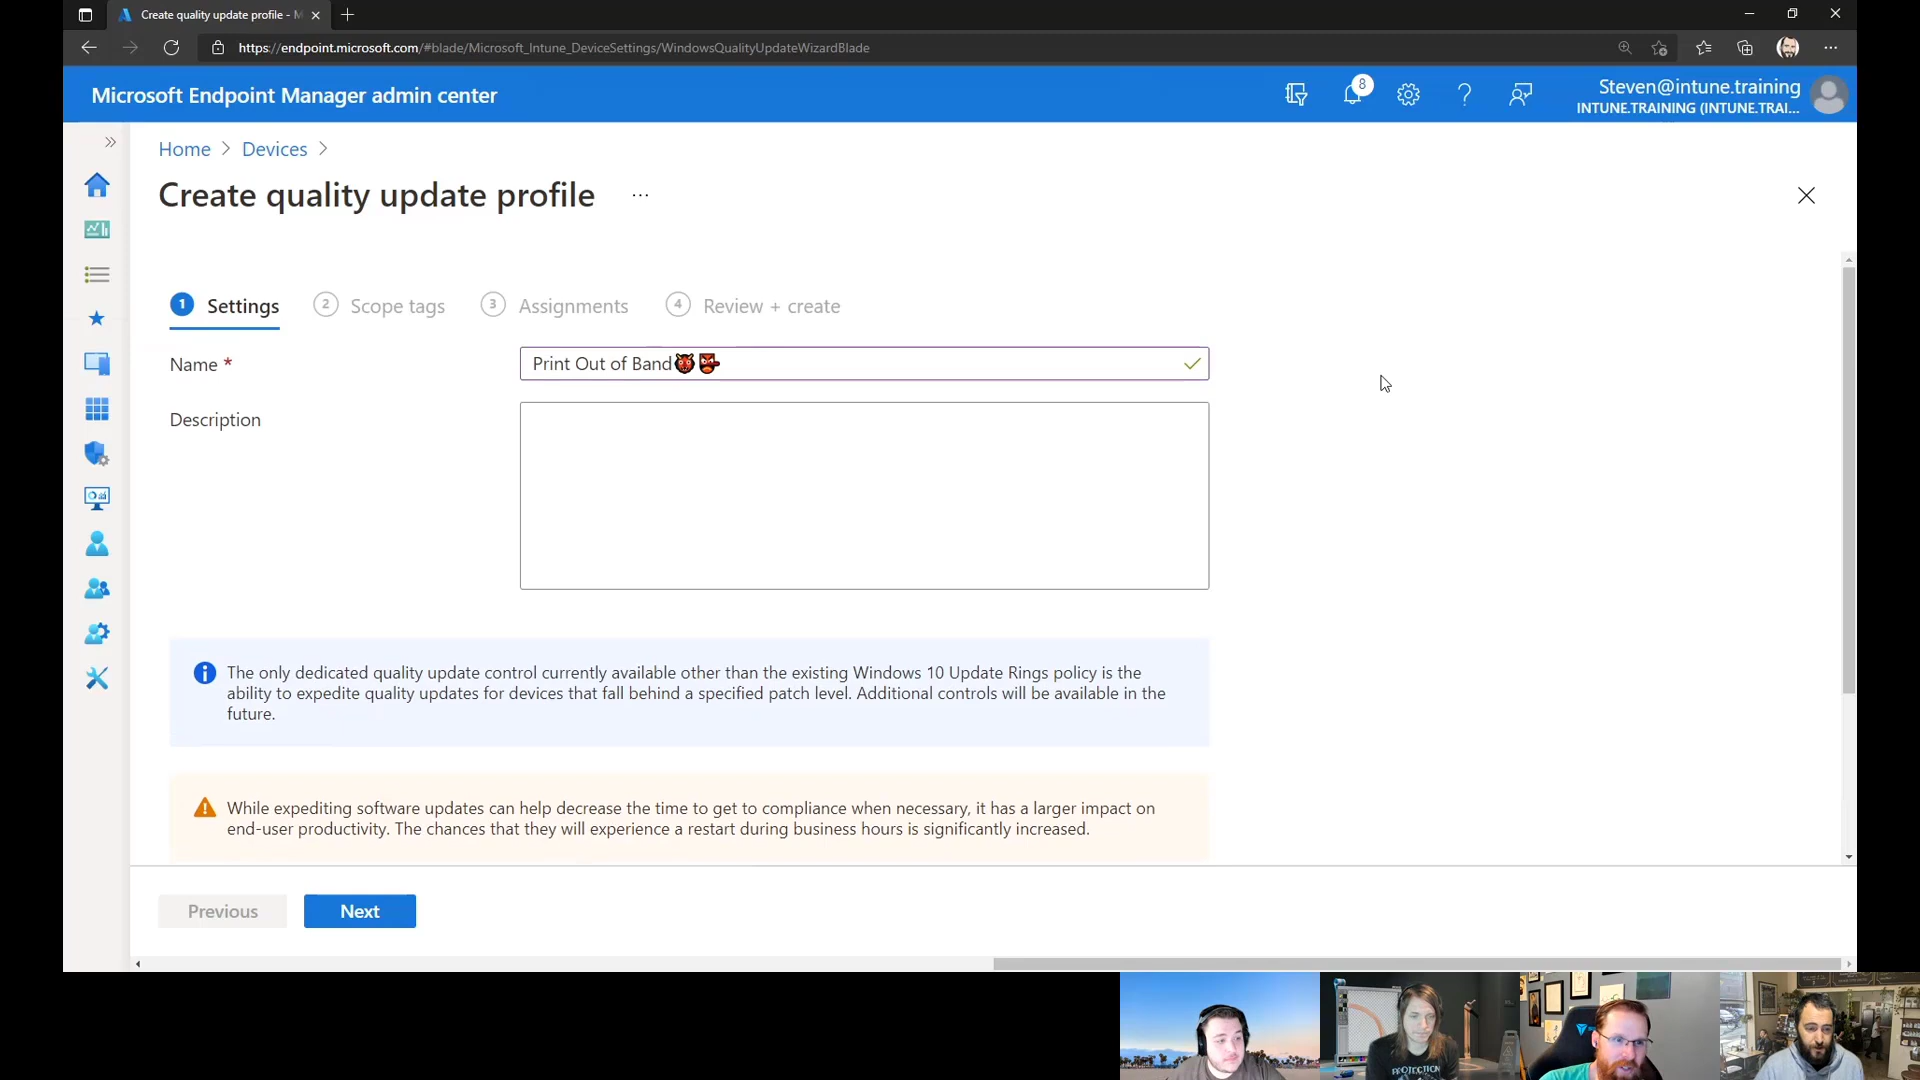 Create quality update profile - M
https://endpoint.microsoft.com/#blade/Microsoft_Intune_DeviceSettings/WindowsQualityUpdateWizardBlade
Microsoft Endpoint Manager admin center
8
Steven@intune.training
INTUNE.TRAINING (INTUNE.TRAI...
Home > Devices >
Create quality update profile ...
1 Settings
2 Scope tags
3 Assignments
4 Review + create
Name *
Print Out of Band👹👺
Description
The only dedicated quality update control currently available other than the existing Windows 10 Update Rings policy is the
ability to expedite quality updates for devices that fall behind a specified patch level. Additional controls will be available in the
future.
While expediting software updates can help decrease the time to get to compliance when necessary, it has a larger impact on
end-user productivity. The chances that they will experience a restart during business hours is significantly increased.
Previous
Next
PROTECTION